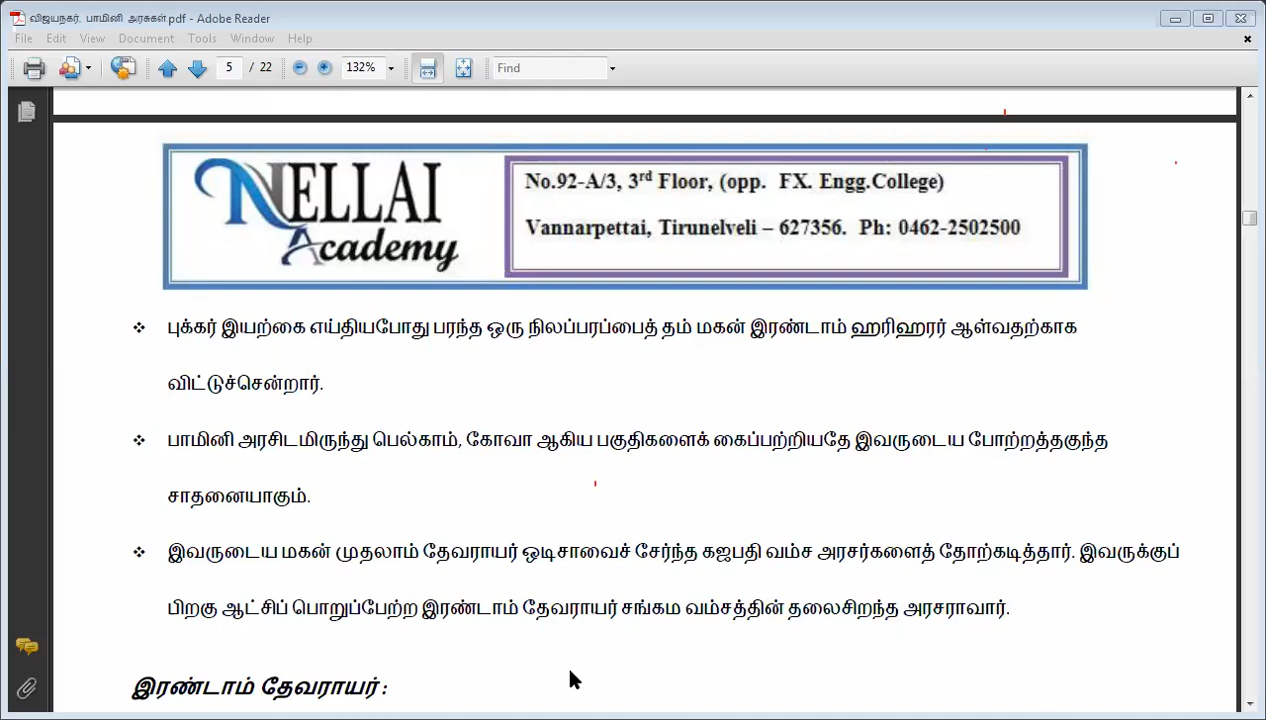 விஜயநகர், பாமினி அரசுகள்.pdf - Adobe Reader
File Edit View Document Tools Window Help
5 / 22 132% Find
NELLAI
Academy
No.92-A/3, 3rd Floor, (opp. FX. Engg.College)
Vannarpettai, Tirunelveli – 627356. Ph: 0462-2502500
❖ புக்கர் இயற்கை எய்தியபோது பரந்த ஒரு நிலப்பரப்பைத் தம் மகன் இரண்டாம் ஹரிஹரர் ஆள்வதற்காக
விட்டுச்சென்றார்.
❖ பாமினி அரசிடமிருந்து பெல்காம், கோவா ஆகிய பகுதிகளைக் கைப்பற்றியதே இவருடைய போற்றத்தகுந்த
சாதனையாகும்.
❖ இவருடைய மகன் முதலாம் தேவராயர் ஒடிசாவைச் சேர்ந்த கஜபதி வம்ச அரசர்களைத் தோற்கடித்தார். இவருக்குப்
பிறகு ஆட்சிப் பொறுப்பேற்ற இரண்டாம் தேவராயர் சங்கம வம்சத்தின் தலைசிறந்த அரசராவார்.
இரண்டாம் தேவராயர் :